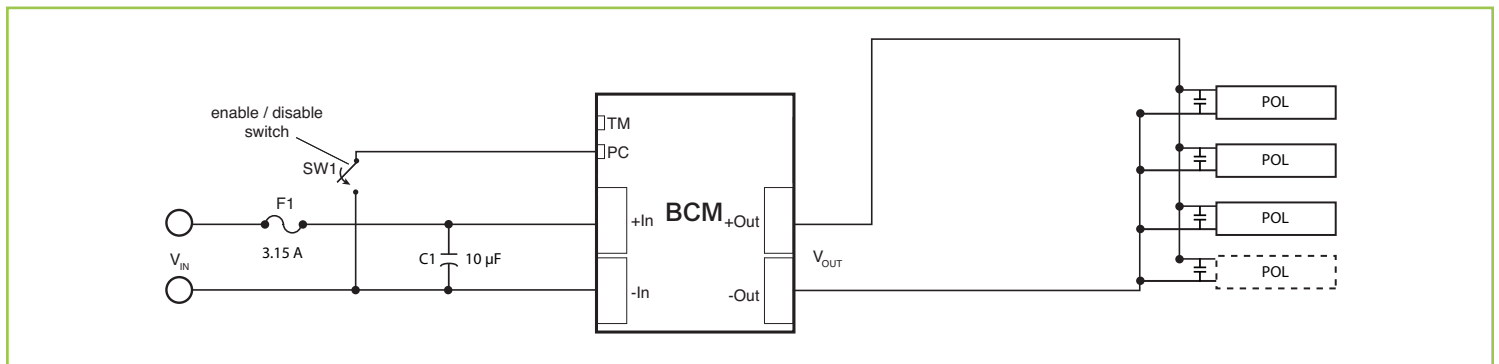 enable / disable
switch
SW1
F1
3.15 A
V_IN
C1 10 µF
TM
PC
+In
-In
BCM
+Out
-Out
V_OUT
POL
POL
POL
POL